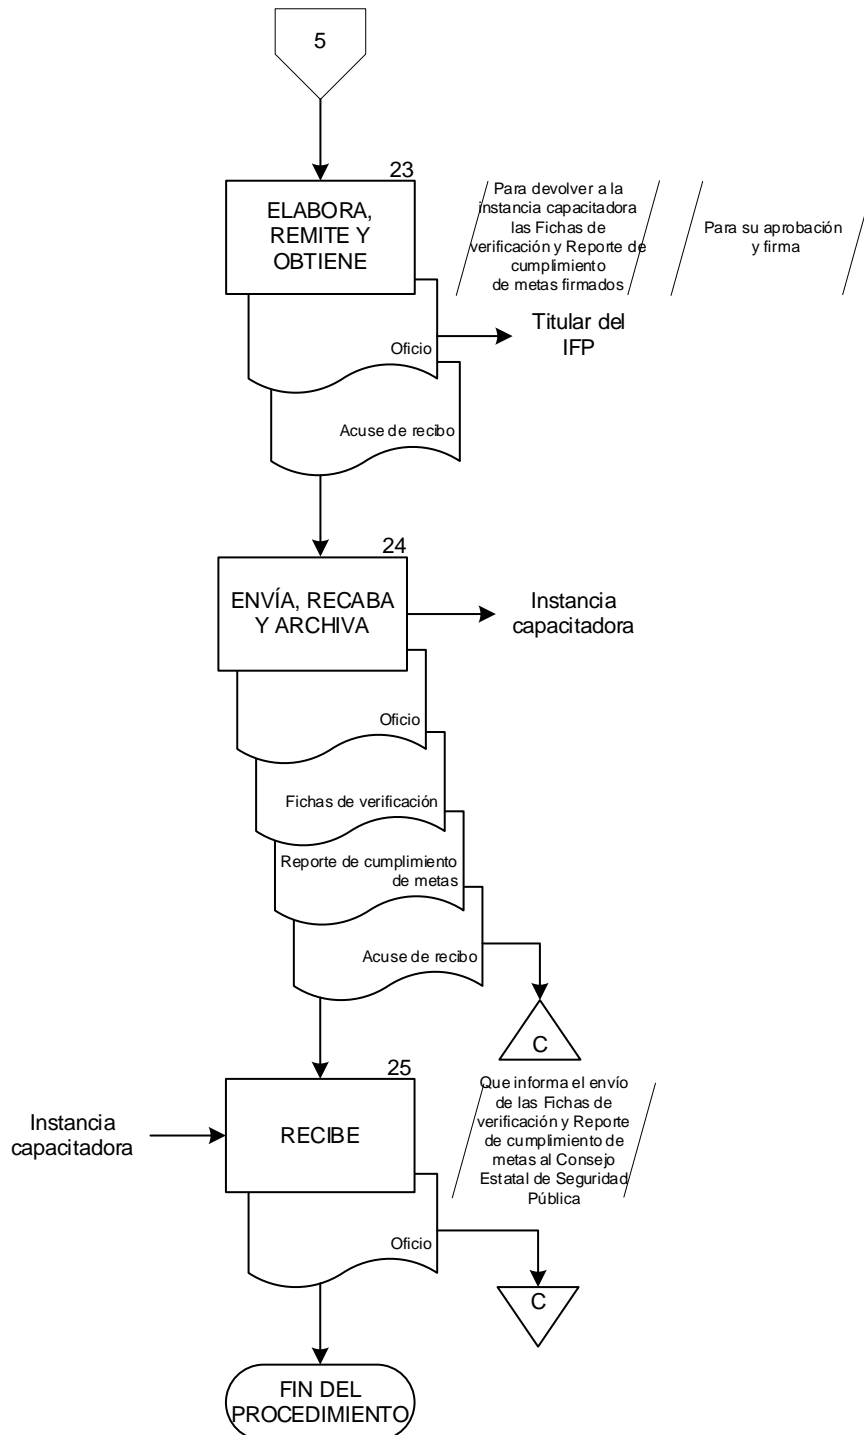 5
23
ELABORA,
REMITE Y
OBTIENE
Para devolver a la
instancia capacitadora
las Fichas de
verificación y Reporte de
cumplimiento
de metas firmados
Para su aprobación
y firma
Oficio
Titular del
IFP
Acuse de recibo
24
ENVÍA, RECABA
Y ARCHIVA
Instancia
capacitadora
Oficio
Fichas de verificación
Reporte de cumplimiento
de metas
Acuse de recibo
C
25
RECIBE
Instancia
capacitadora
Que informa el envío
de las Fichas de
verificación y Reporte
de cumplimiento de
metas al Consejo
Estatal de Seguridad
Pública
Oficio
C
FIN DEL
PROCEDIMIENTO